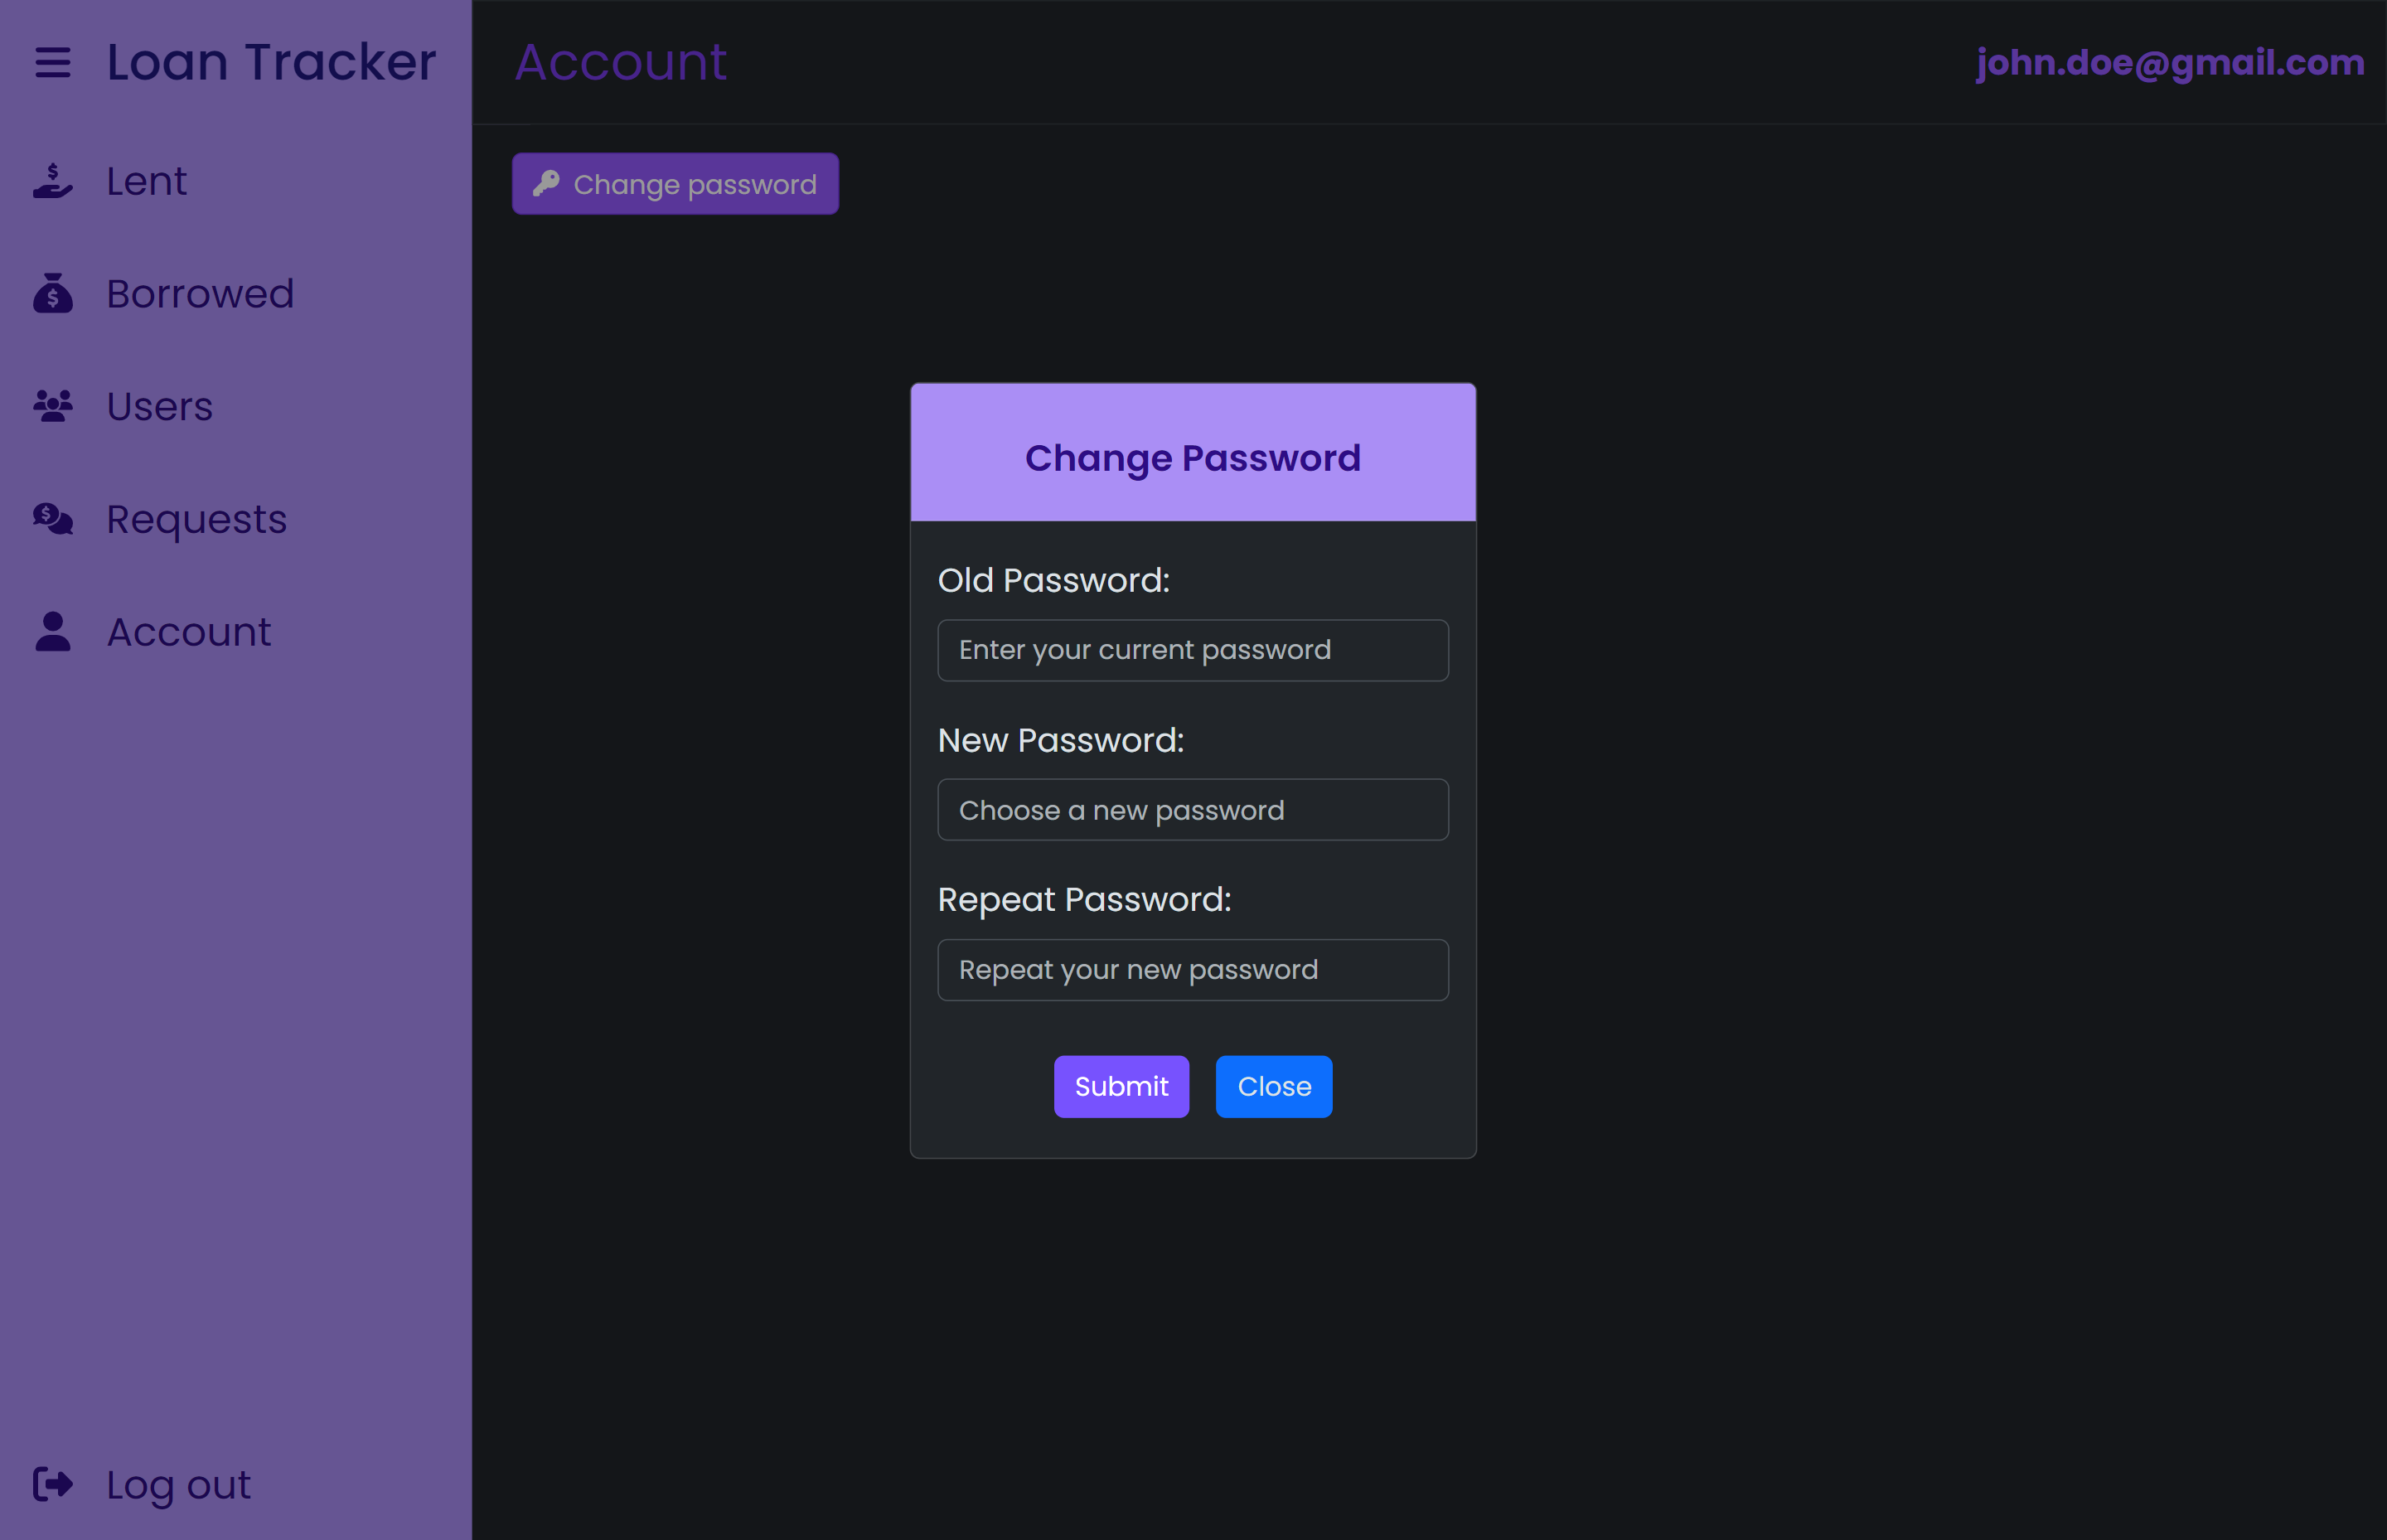 Loan Tracker
Lent
Borrowed
Users
Requests
Account
Log out
Account
john.doe@gmail.com
Change password
Change Password
Old Password:
Enter your current password
New Password:
Choose a new password
Repeat Password:
Repeat your new password
Submit
Close